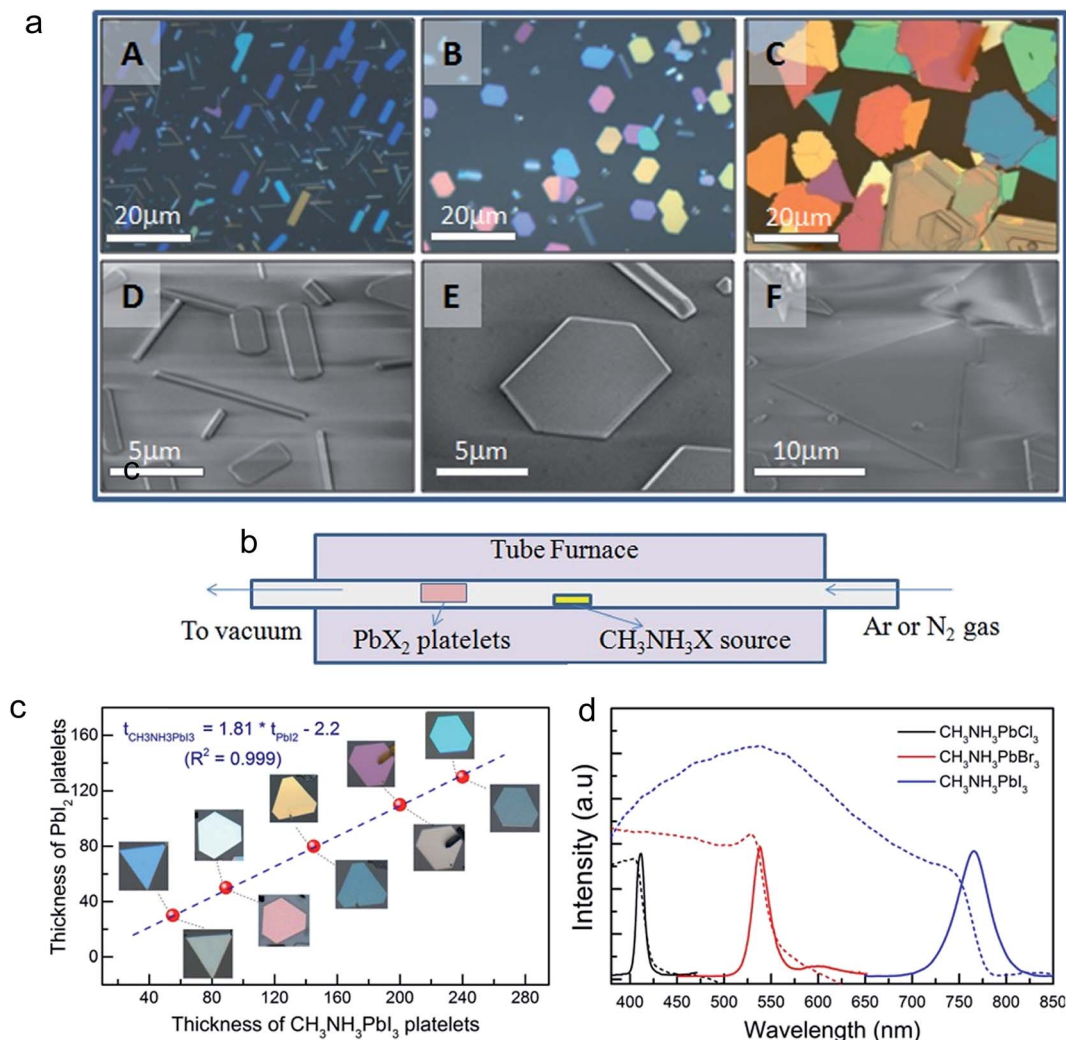 a
A
B
C
20μm
20μm
20μm
D
E
F
5μm
5μm
10μm
c
b
Tube Furnace
To vacuum
PbX₂ platelets
CH₃NH₃X source
Ar or N₂ gas
c
t_CH3NH3PbI3 = 1.81 * t_PbI2 - 2.2
(R² = 0.999)
Thickness of PbI₂ platelets
160
120
80
40
0
40 80 120 160 200 240 280
Thickness of CH₃NH₃PbI₃ platelets
d
CH₃NH₃PbCl₃
CH₃NH₃PbBr₃
CH₃NH₃PbI₃
Intensity (a.u)
400 450 500 550 600 650 700 750 800 850
Wavelength (nm)